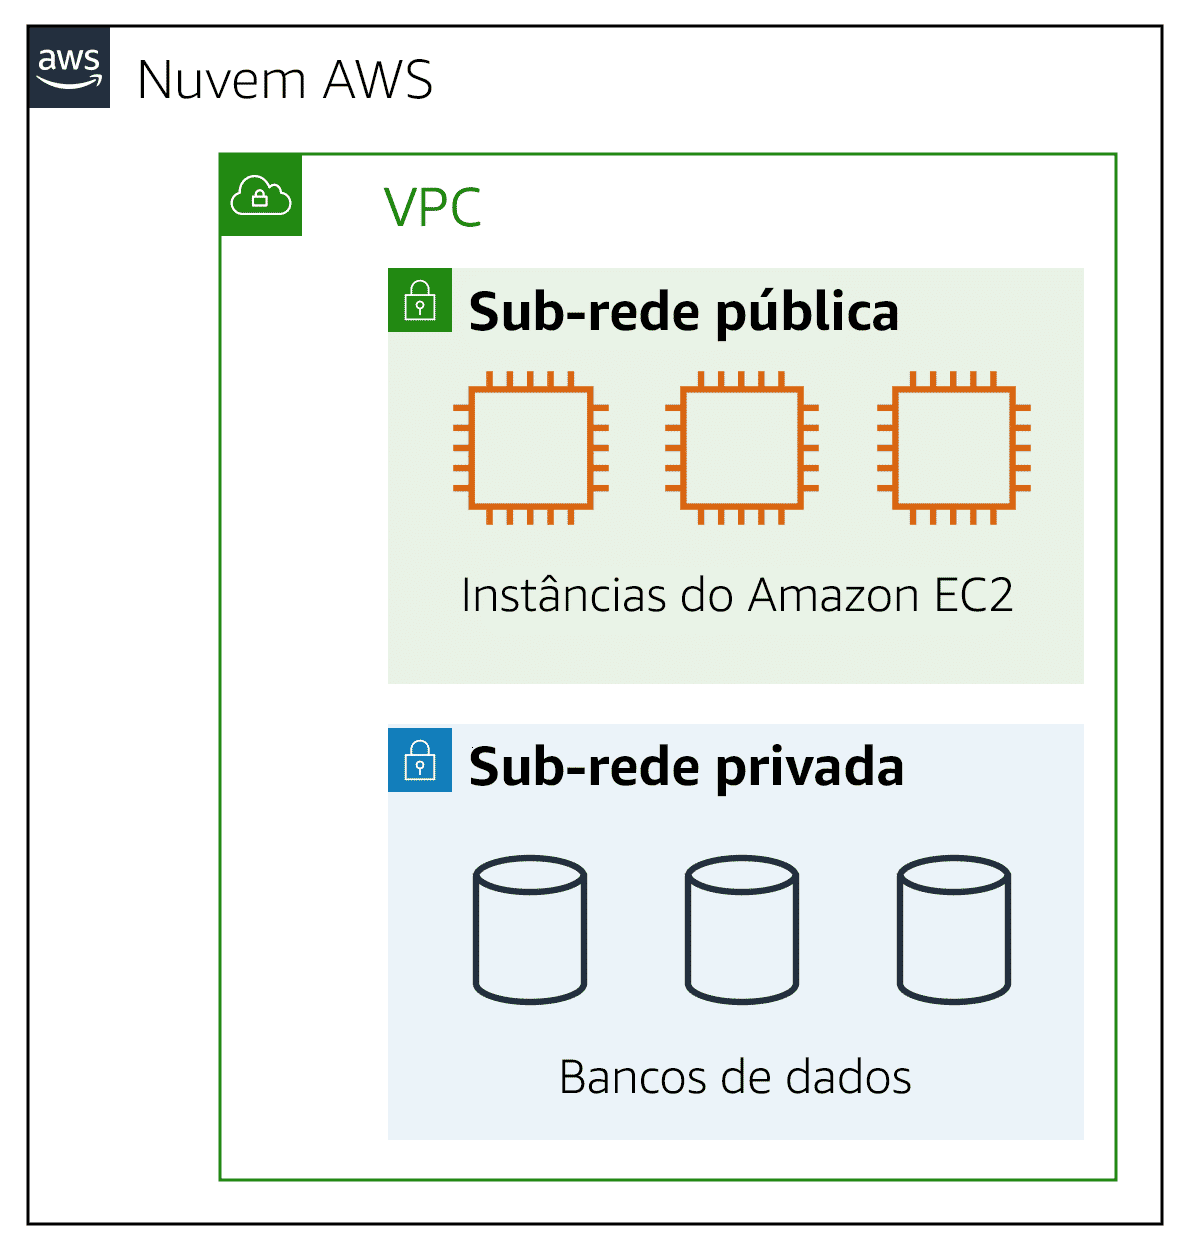 aws
Nuvem AWS
VPC
Sub-rede pública
Instâncias do Amazon EC2
Sub-rede privada
Bancos de dados